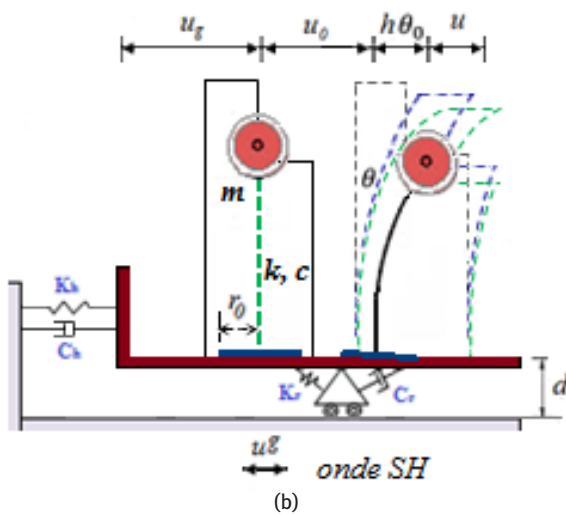 u_g u_0 hθ_0 u
θ
m
k, c
r_0
K_h
C_h
K_r C_r
d
u^g
onde SH
(b)